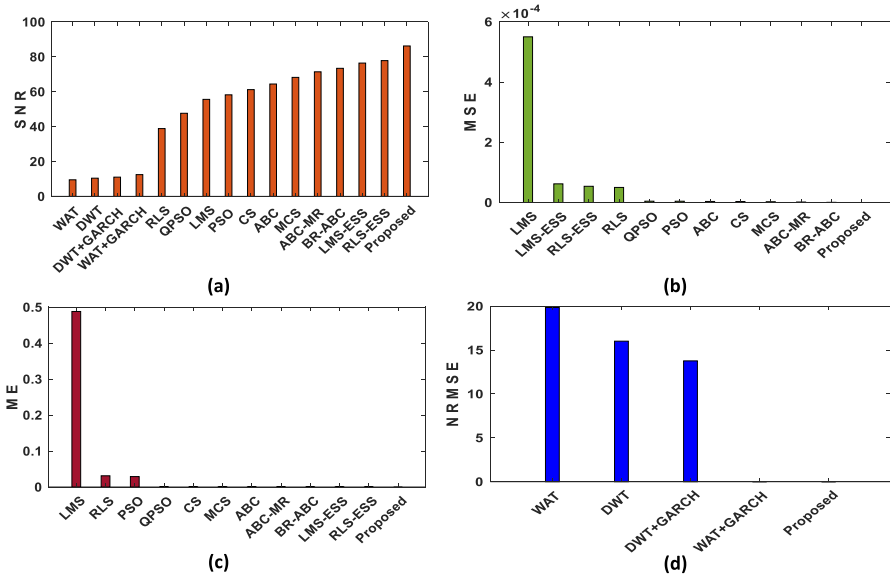 100
80
60
40
20
0
SNR
WAT
DWT
DWT+GARCH
WAT+GARCH
RLS
QPSO
LMS
PSO
CS
ABC
MCS
ABC-MR
BR-ABC
LMS-ESS
RLS-ESS
Proposed
(a)
×10⁻⁴
6
4
2
0
MSE
LMS
LMS-ESS
RLS-ESS
RLS
QPSO
PSO
ABC
CS
MCS
ABC-MR
BR-ABC
Proposed
(b)
0.5
0.4
0.3
0.2
0.1
0
ME
LMS
RLS
PSO
QPSO
CS
MCS
ABC
ABC-MR
BR-ABC
LMS-ESS
RLS-ESS
Proposed
(c)
20
15
10
5
0
NRMSE
WAT
DWT
DWT+GARCH
WAT+GARCH
Proposed
(d)